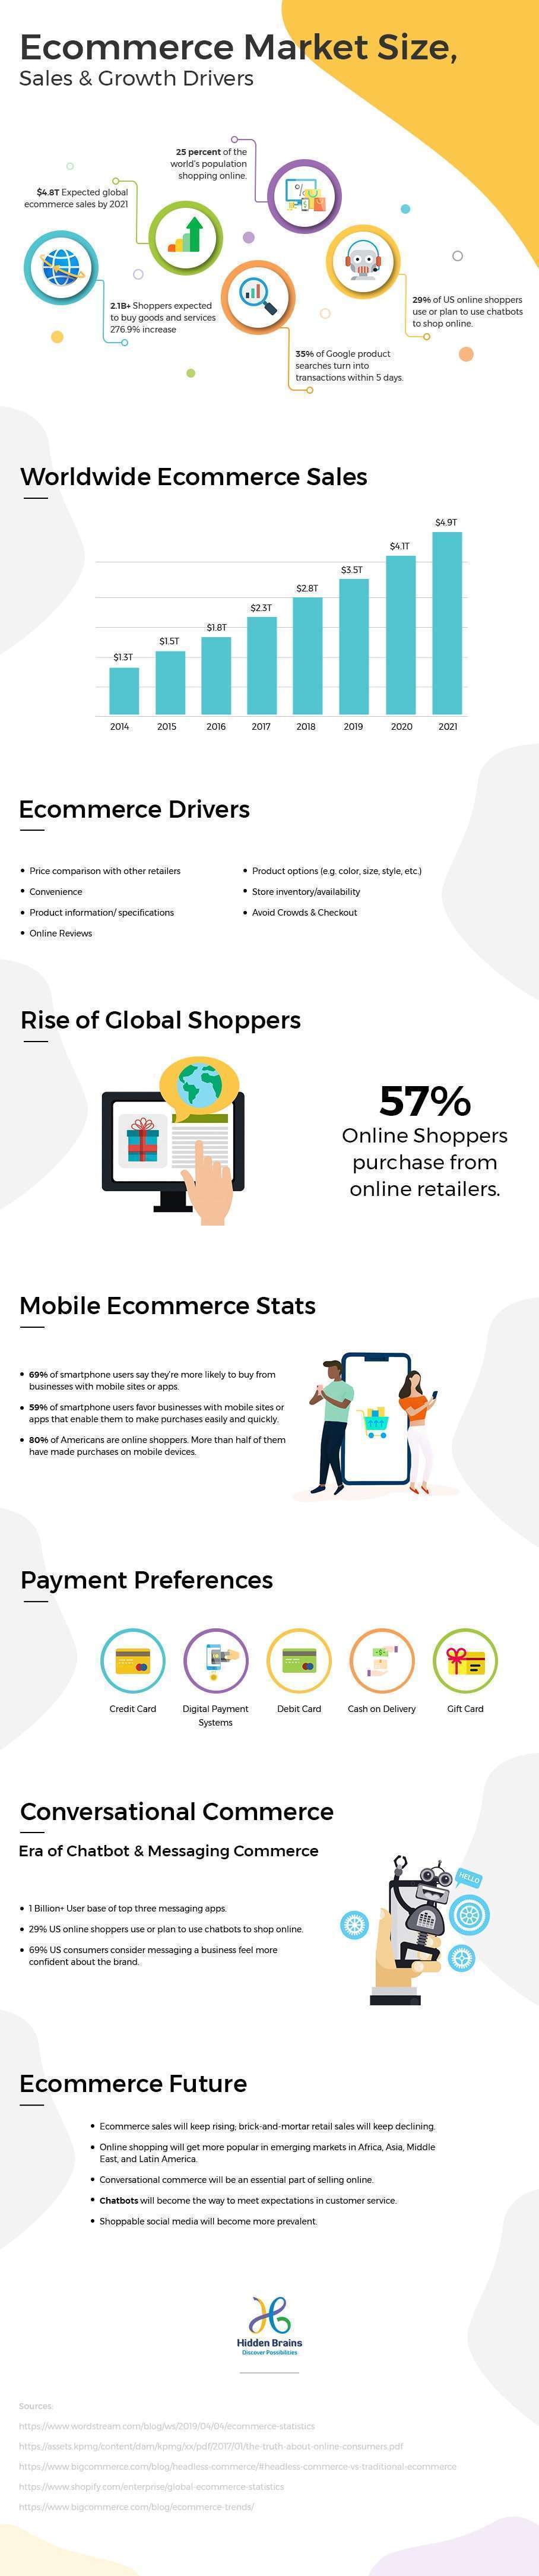 Ecommerce Market Size,
Sales & Growth Drivers
25 percent of the
world's population
shopping online.
$4.8T Expected global
ecommerce sales by 2021
2.1B+ Shoppers expected
to buy goods and services
276.9% increase
29% of US online shoppers
use or plan to use chatbots
to shop online.
35% of Google product
searches turn into
transactions within 5 days.
Worldwide Ecommerce Sales
$1.3T
$1.5T
$1.8T
$2.3T
$2.8T
$3.5T
$4.1T
$4.9T
2014 2015 2016 2017 2018 2019 2020 2021
Ecommerce Drivers
• Price comparison with other retailers
• Convenience
• Product information/ specifications
• Online Reviews
• Product options (e.g. color, size, style, etc.)
• Store inventory/availability
• Avoid Crowds & Checkout
Rise of Global Shoppers
57%
Online Shoppers
purchase from
online retailers.
Mobile Ecommerce Stats
• 69% of smartphone users say they're more likely to buy from
businesses with mobile sites or apps.
• 59% of smartphone users favor businesses with mobile sites or
apps that enable them to make purchases easily and quickly.
• 80% of Americans are online shoppers. More than half of them
have made purchases on mobile devices.
Payment Preferences
Credit Card
Digital Payment
Systems
Debit Card
Cash on Delivery
Gift Card
Conversational Commerce
Era of Chatbot & Messaging Commerce
• 1 Billion+ User base of top three messaging apps.
• 29% US online shoppers use or plan to use chatbots to shop online.
• 69% US consumers consider messaging a business feel more
confident about the brand.
HELLO
Ecommerce Future
• Ecommerce sales will keep rising; brick-and-mortar retail sales will keep declining.
• Online shopping will get more popular in emerging markets in Africa, Asia, Middle
East, and Latin America.
• Conversational commerce will be an essential part of selling online.
• Chatbots will become the way to meet expectations in customer service.
• Shoppable social media will become more prevalent.
Hidden Brains
Discover Possibilities
Sources:
https://www.wordstream.com/blog/ws/2019/04/04/ecommerce-statistics
https://assets.kpmg/content/dam/kpmg/xx/pdf/2017/01/the-truth-about-online-consumers.pdf
https://www.bigcommerce.com/blog/headless-commerce/#headless-commerce-vs-traditional-ecommerce
https://www.shopify.com/enterprise/global-ecommerce-statistics
https://www.bigcommerce.com/blog/ecommerce-trends/